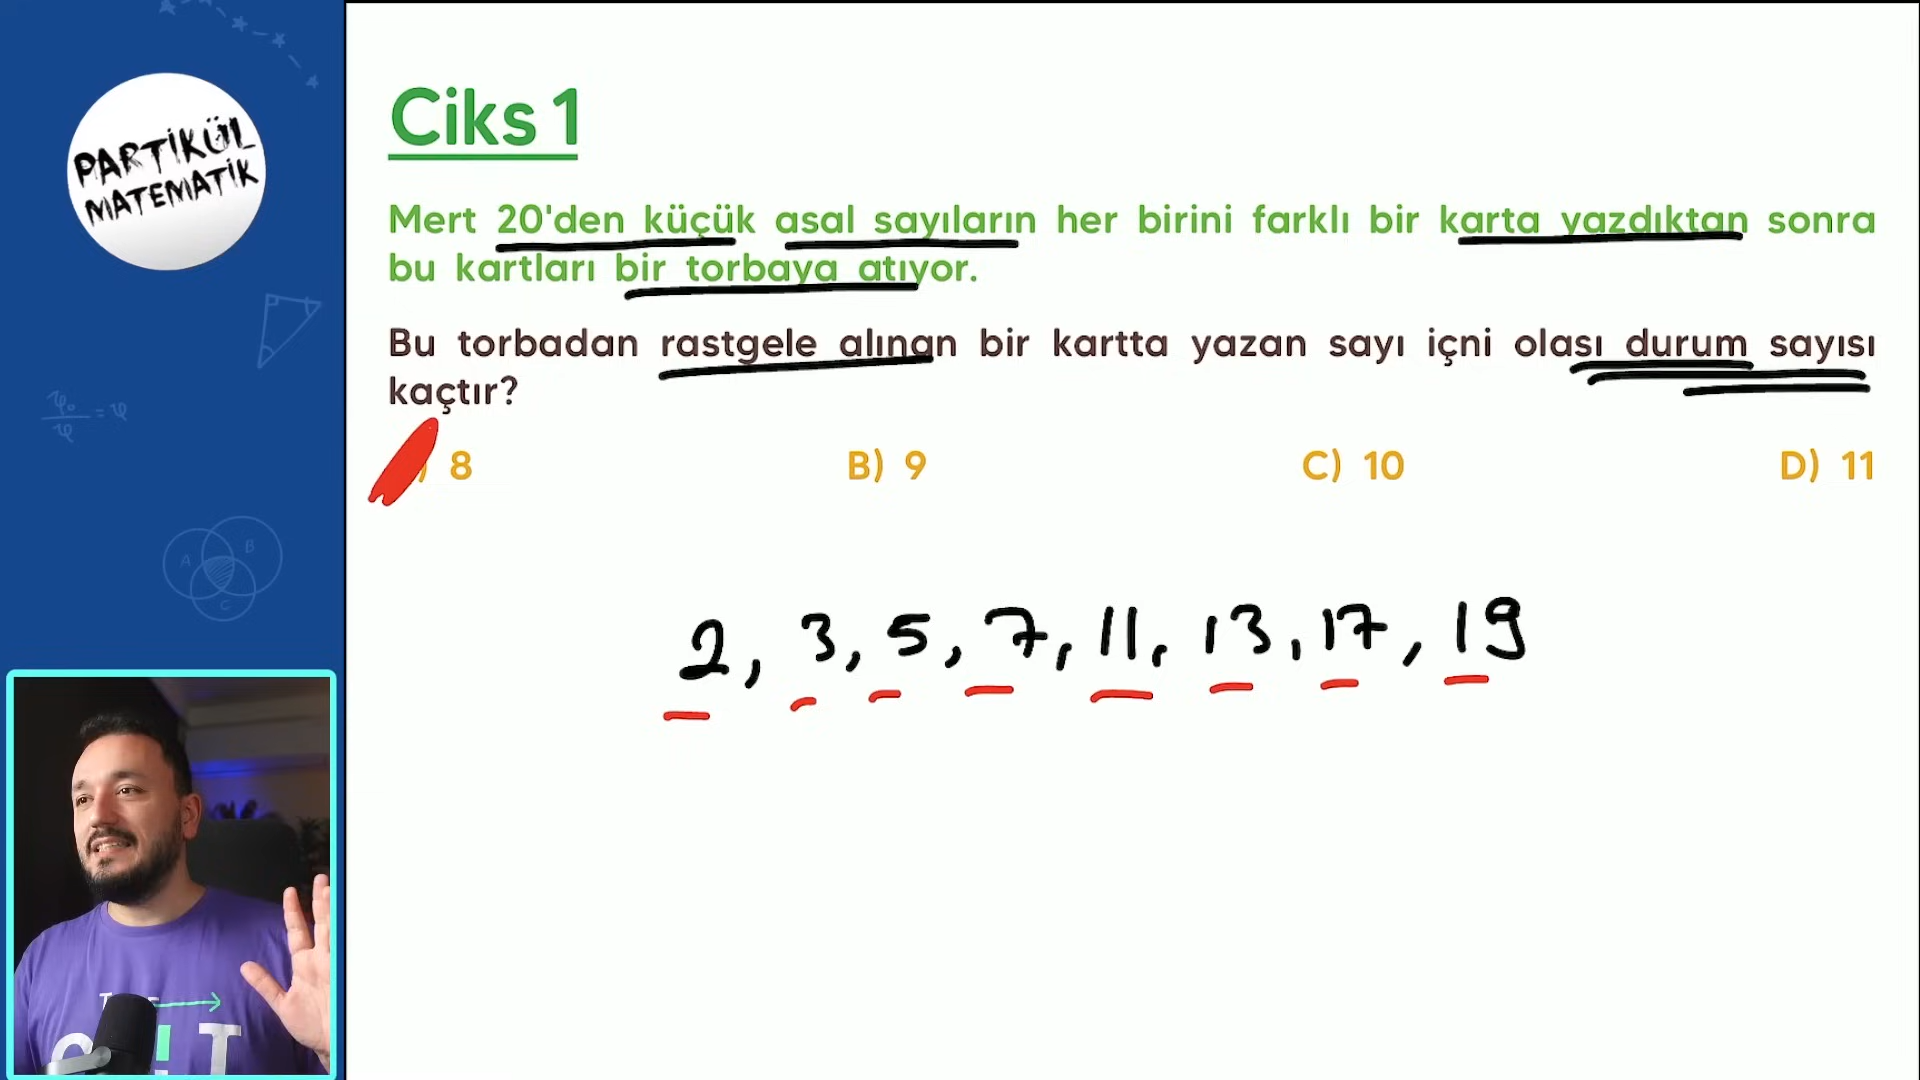 PARTİKÜL
MATEMATİK
Ciks 1
Mert 20'den küçük asal sayıların her birini farklı bir karta yazdıktan sonra
bu kartları bir torbaya atıyor.
Bu torbadan rastgele alınan bir kartta yazan sayı içni olası durum sayısı
kaçtır?
) 8 B) 9 C) 10 D) 11
2, 3, 5, 7, 11, 13, 17, 19
A B
C